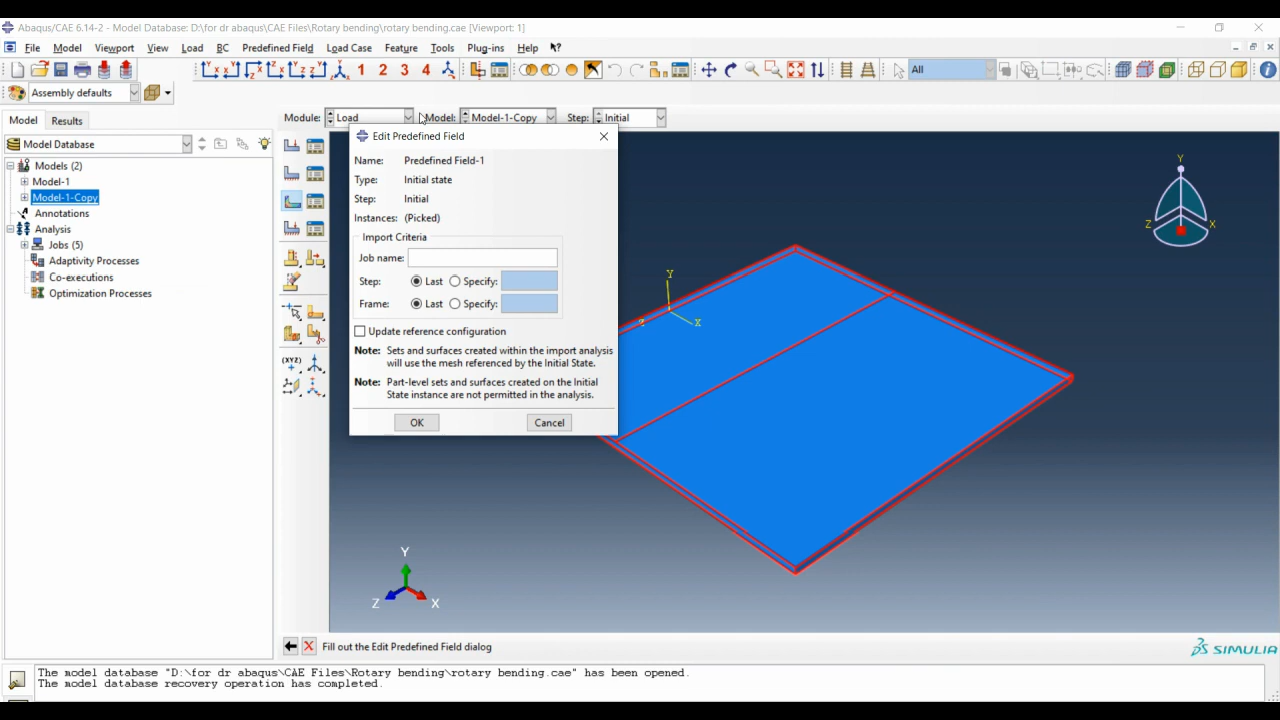 Abaqus/CAE 6.14-2 - Model Database: D:\for dr abaqus\CAE Files\Rotary bending\rotary bending.cae [Viewport: 1]
File Model Viewport View Load BC Predefined Field Load Case Feature Tools Plug-ins Help
1 2 3 4 All
Assembly defaults
Model Results
Module: Load Model: Model-1-Copy Step: Initial
Model Database
Models (2)
Model-1
Model-1-Copy
Annotations
Analysis
Jobs (5)
Adaptivity Processes
Co-executions
Optimization Processes
(XYZ)
Edit Predefined Field
Name: Predefined Field-1
Type: Initial state
Step: Initial
Instances: (Picked)
Import Criteria
Job name:
Step: Last Specify:
Frame: Last Specify:
Update reference configuration
Note: Sets and surfaces created within the import analysis
will use the mesh referenced by the Initial State.
Note: Part-level sets and surfaces created on the Initial
State instance are not permitted in the analysis.
OK Cancel
Y
Z X
Y
Z X
Y
Z X
Fill out the Edit Predefined Field dialog
SIMULIA
The model database "D:\for dr abaqus\CAE Files\Rotary bending\rotary bending.cae" has been opened.
The model database recovery operation has completed.